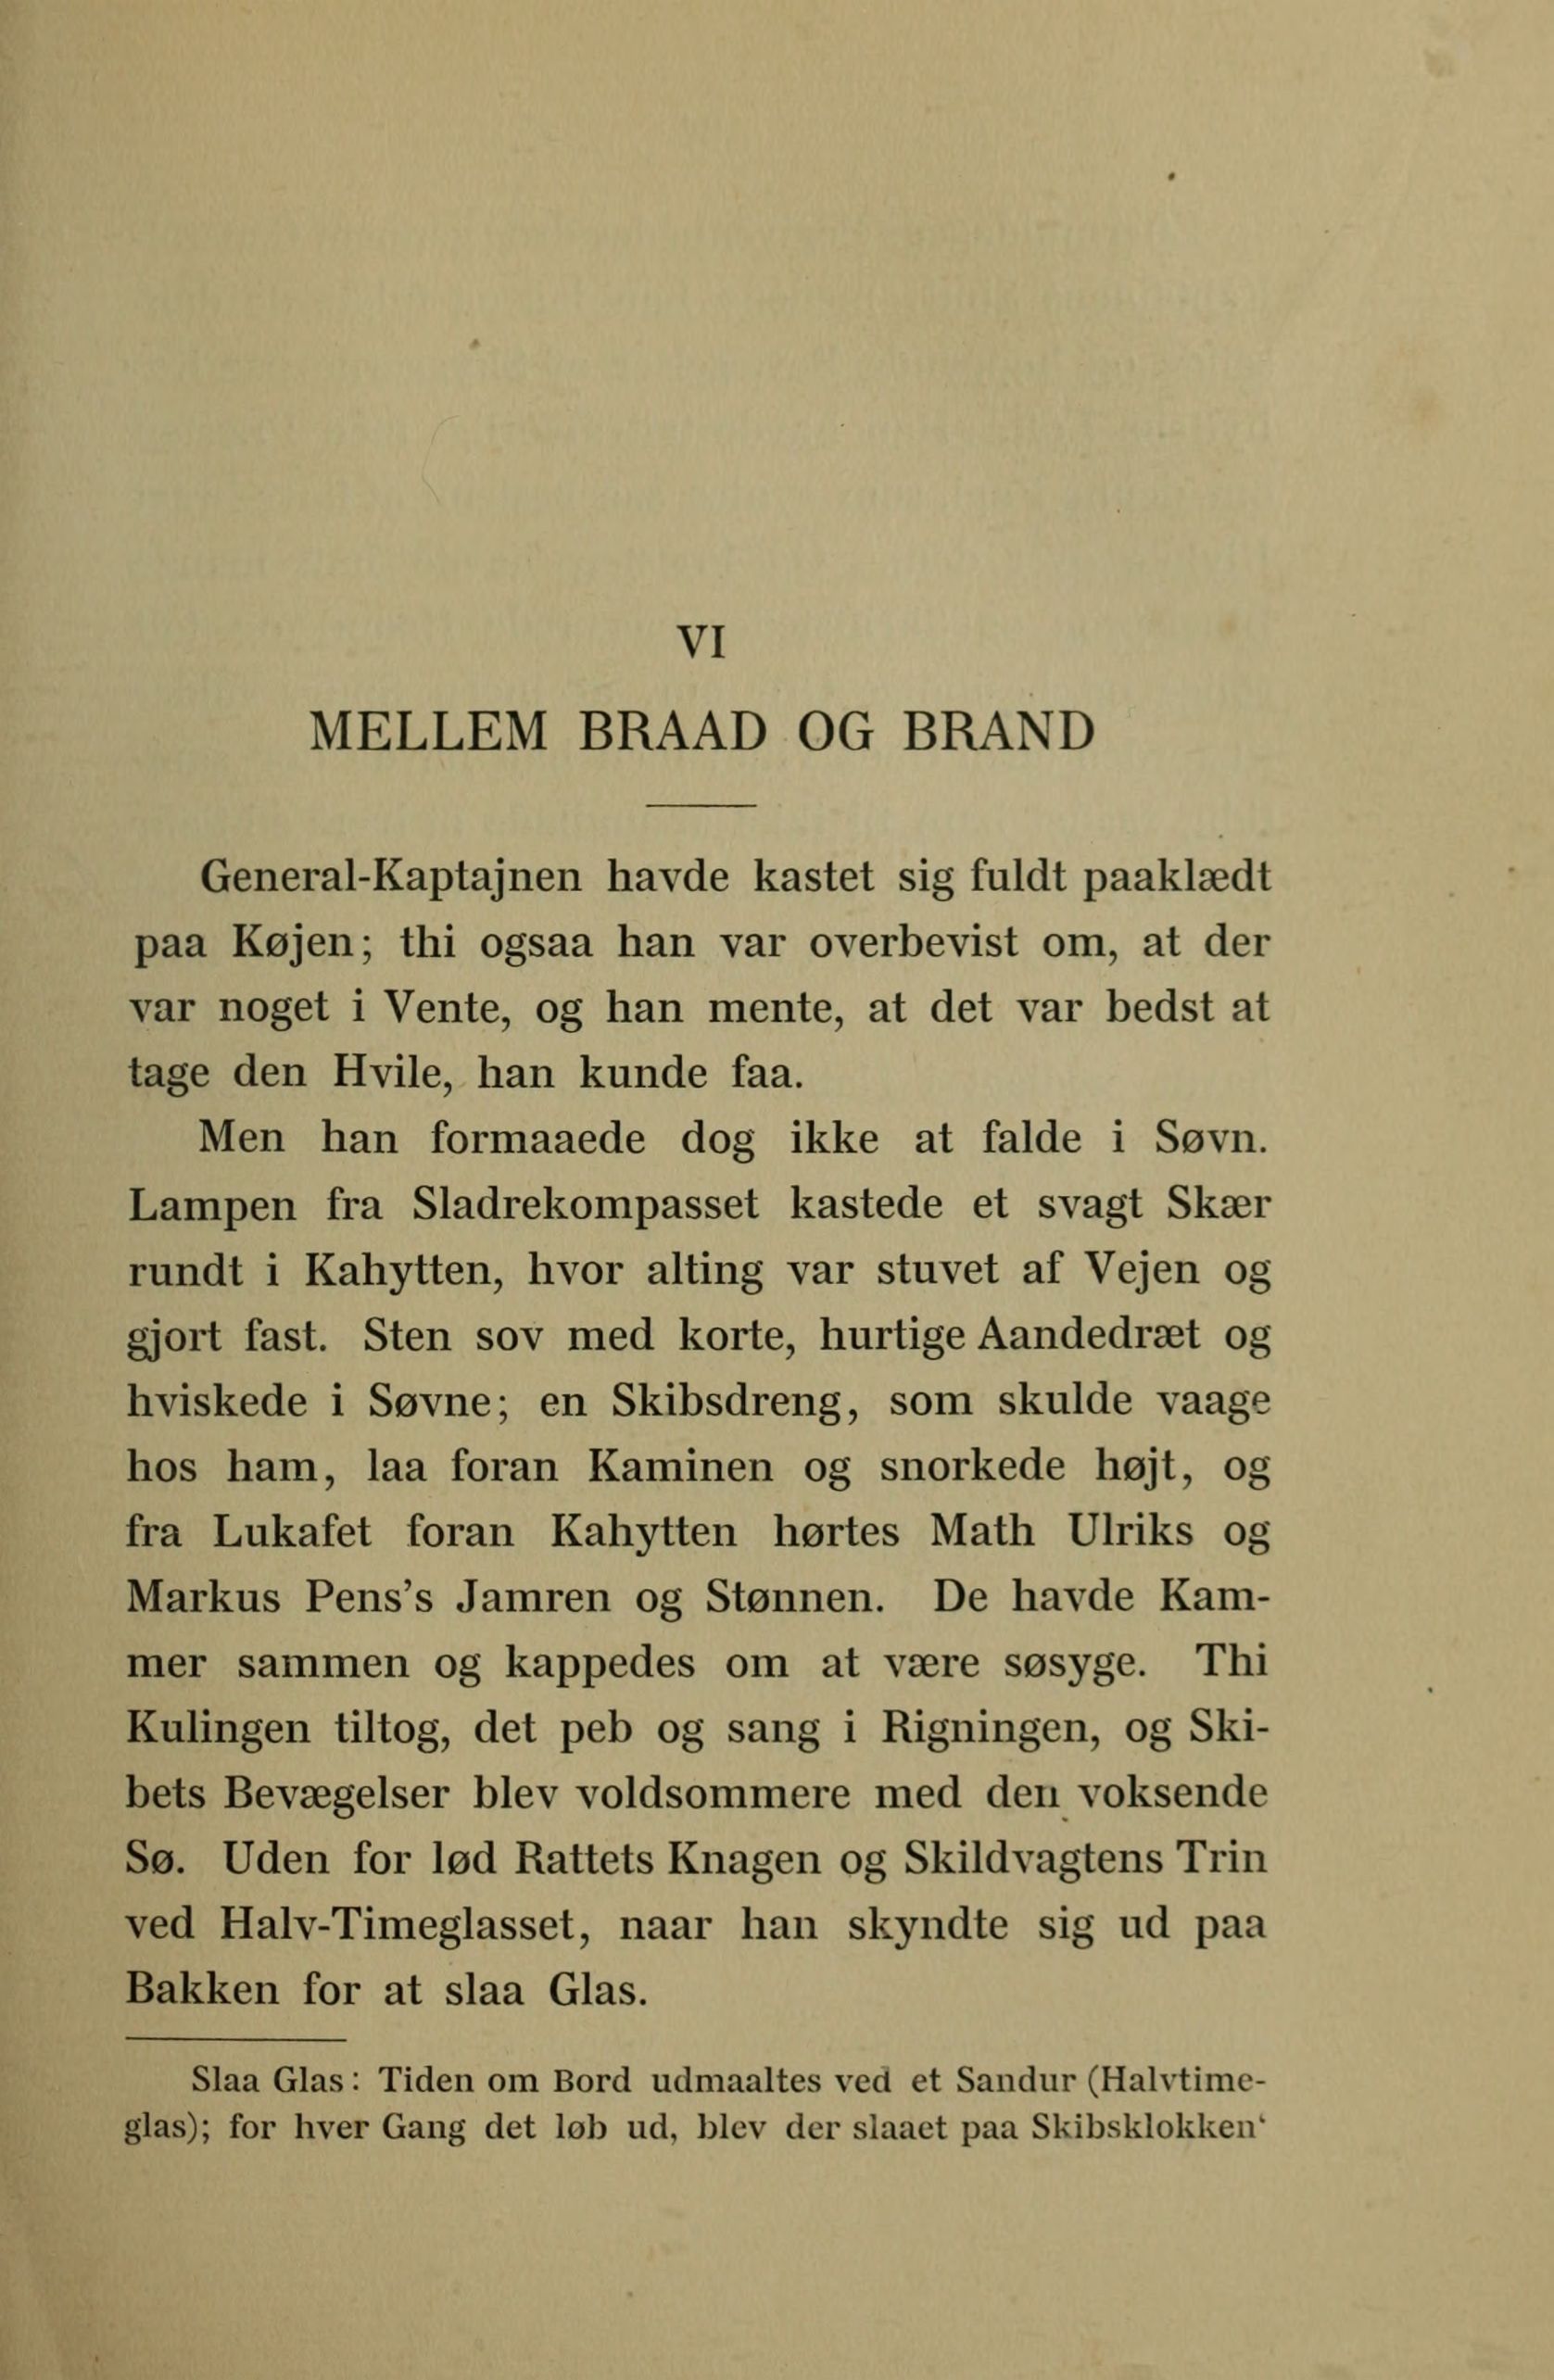 VI
MELLEM BRAAD OG BRAND
General-Kaptajnen havde kastet sig fuldt paaklædt
paa Køjen; thi ogsaa han var overbevist om, at der
var noget i Vente, og han mente, at det var bedst at
tage den Hvile, han kunde faa.
Men han formaaede dog ikke at falde i Søvn.
Lampen fra Sladrekompasset kastede et svagt Skær
rundt i Kahytten, hvor alting var stuvet af Vejen og
gjort fast. Sten sov med korte, hurtige Aandedræt og
hviskede i Søvne; en Skibsdreng, som skulde vaage
hos ham, laa foran Kaminen og snorkede højt, og
fra Lukafet foran Kahytten hørtes Math Ulriks og
Markus Pens's Jamren og Stønnen. De havde Kam-
mer sammen og kappedes om at være søsyge. Thi
Kulingen tiltog, det peb og sang i Rigningen, og Ski-
bets Bevægelser blev voldsommere med den voksende
Sø. Uden for lød Rattets Knagen og Skildvagtens Trin
ved Halv-Timeglasset, naar han skyndte sig ud paa
Bakken for at slaa Glas.
Slaa Glas: Tiden om Bord udmaaltes ved et Sandur (Halvtime-
glas); for hver Gang det løb ud, blev der slaaet paa Skibsklokken‘